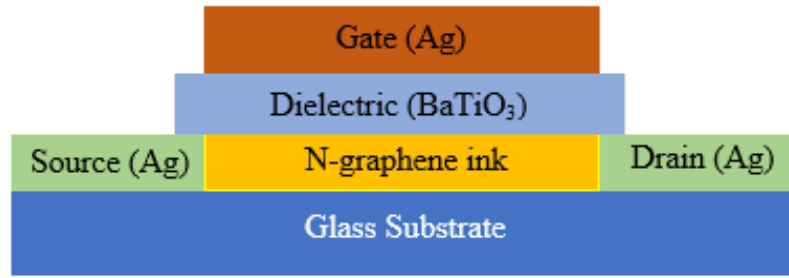 Gate (Ag)
Dielectric (BaTiO₃)
Source (Ag)
N-graphene ink
Drain (Ag)
Glass Substrate